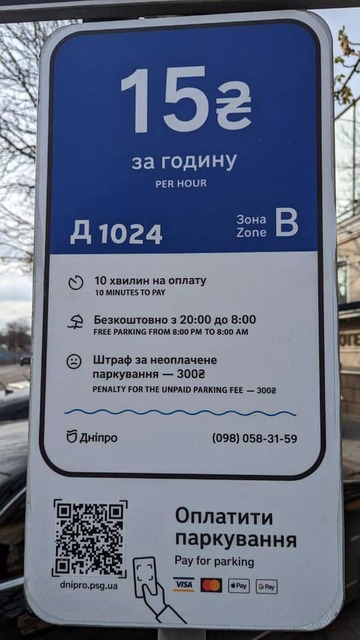 15₴
за годину
PER HOUR
Д 1024
Зона
Zone B
10 хвилин на оплату
10 MINUTES TO PAY
Безкоштовно з 20:00 до 8:00
FREE PARKING FROM 8:00 PM TO 8:00 AM
Штраф за неоплачене
паркування — 300₴
PENALTY FOR THE UNPAID PARKING FEE — 300₴
Дніпро (098) 058-31-59
Оплатити
паркування
Pay for parking
dnipro.psg.ua
VISA mastercard Pay G Pay